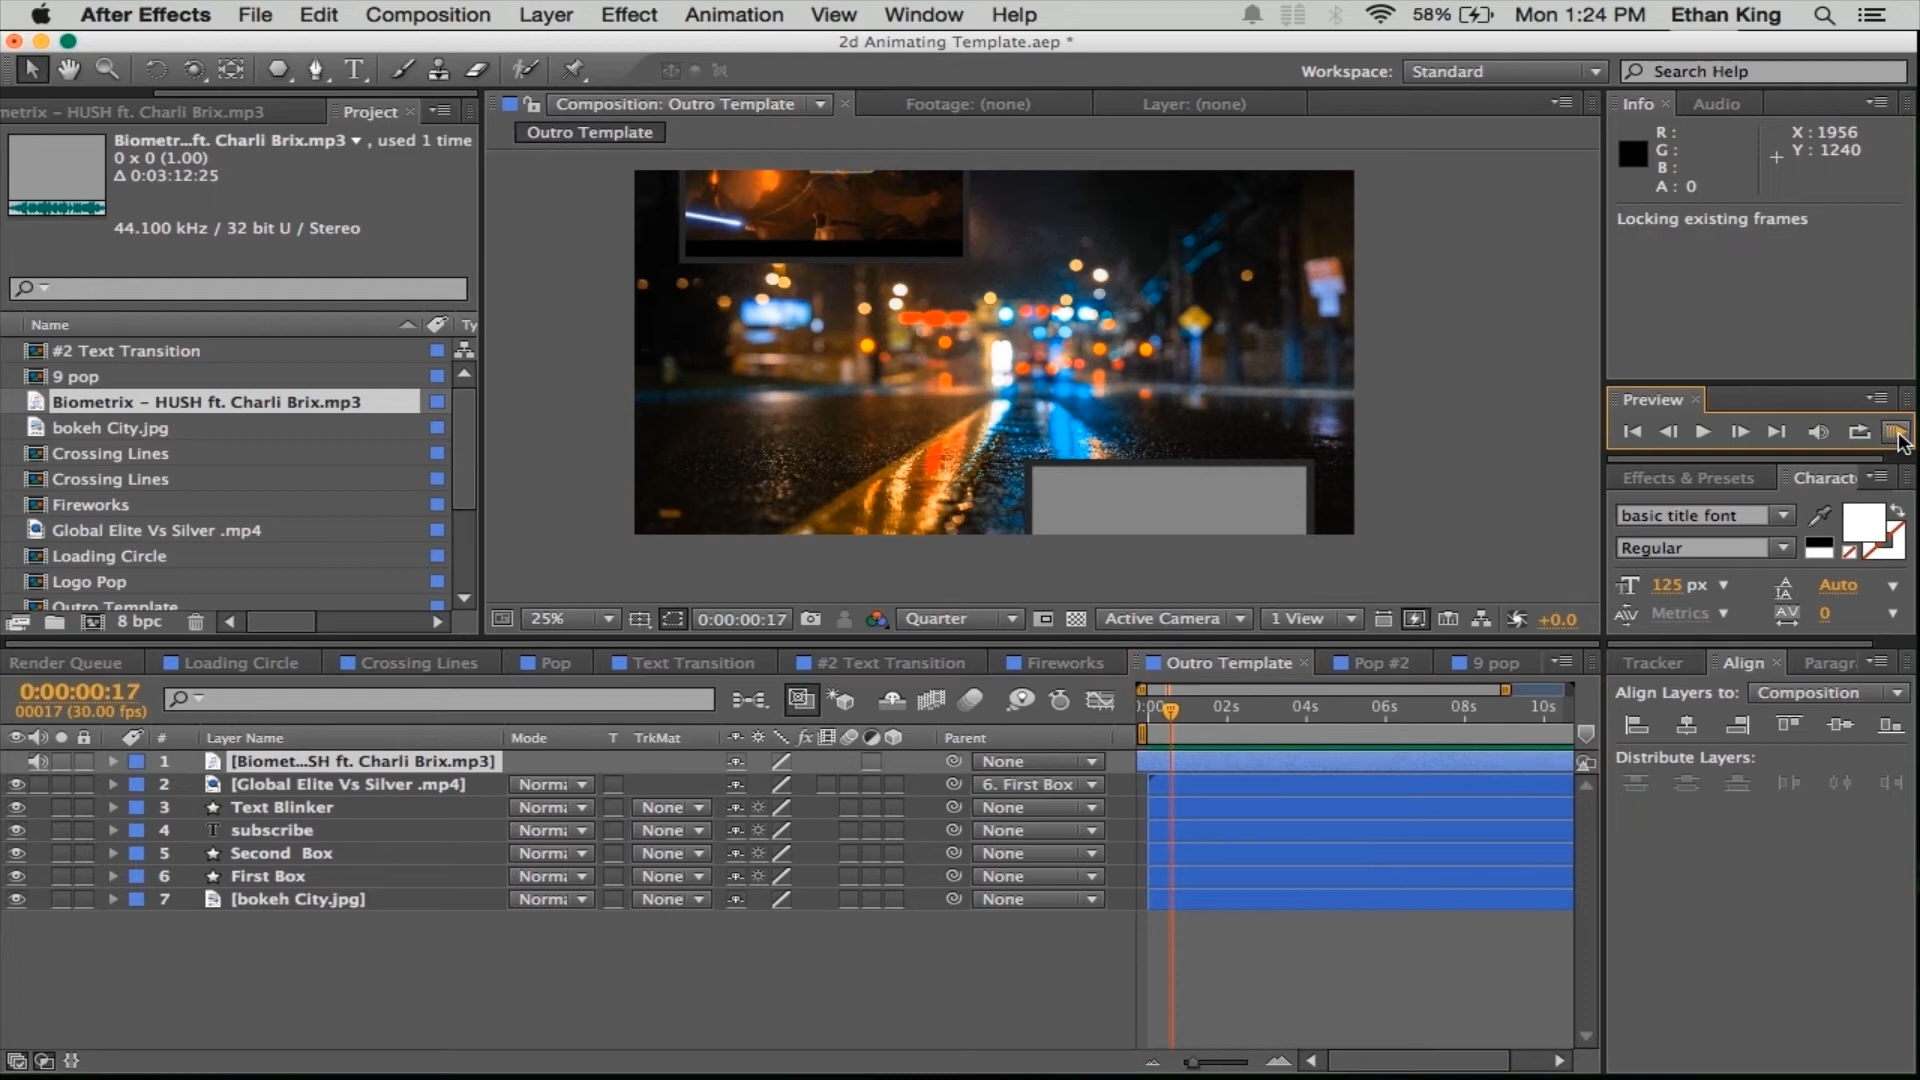 After Effects File Edit Composition Layer Effect Animation View Window Help 58% Mon 1:24 PM Ethan King
2d Animating Template.aep *
Workspace: Standard Search Help
metrix – HUSH ft. Charli Brix.mp3 Project
Composition: Outro Template Footage: (none) Layer: (none)
Info Audio
Outro Template
Biometr...ft. Charli Brix.mp3 , used 1 time
0 x 0 (1.00)
Δ 0:03:12:25
44.100 kHz / 32 bit U / Stereo
R :
G :
B :
A : 0
X : 1956
Y : 1240
Locking existing frames
Name Ty
#2 Text Transition
9 pop
Biometrix – HUSH ft. Charli Brix.mp3
bokeh City.jpg
Crossing Lines
Crossing Lines
Fireworks
Global Elite Vs Silver .mp4
Loading Circle
Logo Pop
Outro Template
8 bpc
Preview
Effects & Presets Charact
basic title font
Regular
125 px Auto
Metrics 0
25% 0:00:00:17 Quarter Active Camera 1 View +0.0
Render Queue Loading Circle Crossing Lines Pop Text Transition #2 Text Transition Fireworks Outro Template Pop #2 9 pop
Tracker Align Paragr
0:00:00:17
00017 (30.00 fps)
):00s 02s 04s 06s 08s 10s
Align Layers to: Composition
Distribute Layers:
# Layer Name Mode T TrkMat fx Parent
1 [Biomet...SH ft. Charli Brix.mp3] None
2 [Global Elite Vs Silver .mp4] Norma 6. First Box
3 Text Blinker Norma None None
4 subscribe Norma None None
5 Second Box Norma None None
6 First Box Norma None None
7 [bokeh City.jpg] Norma None None